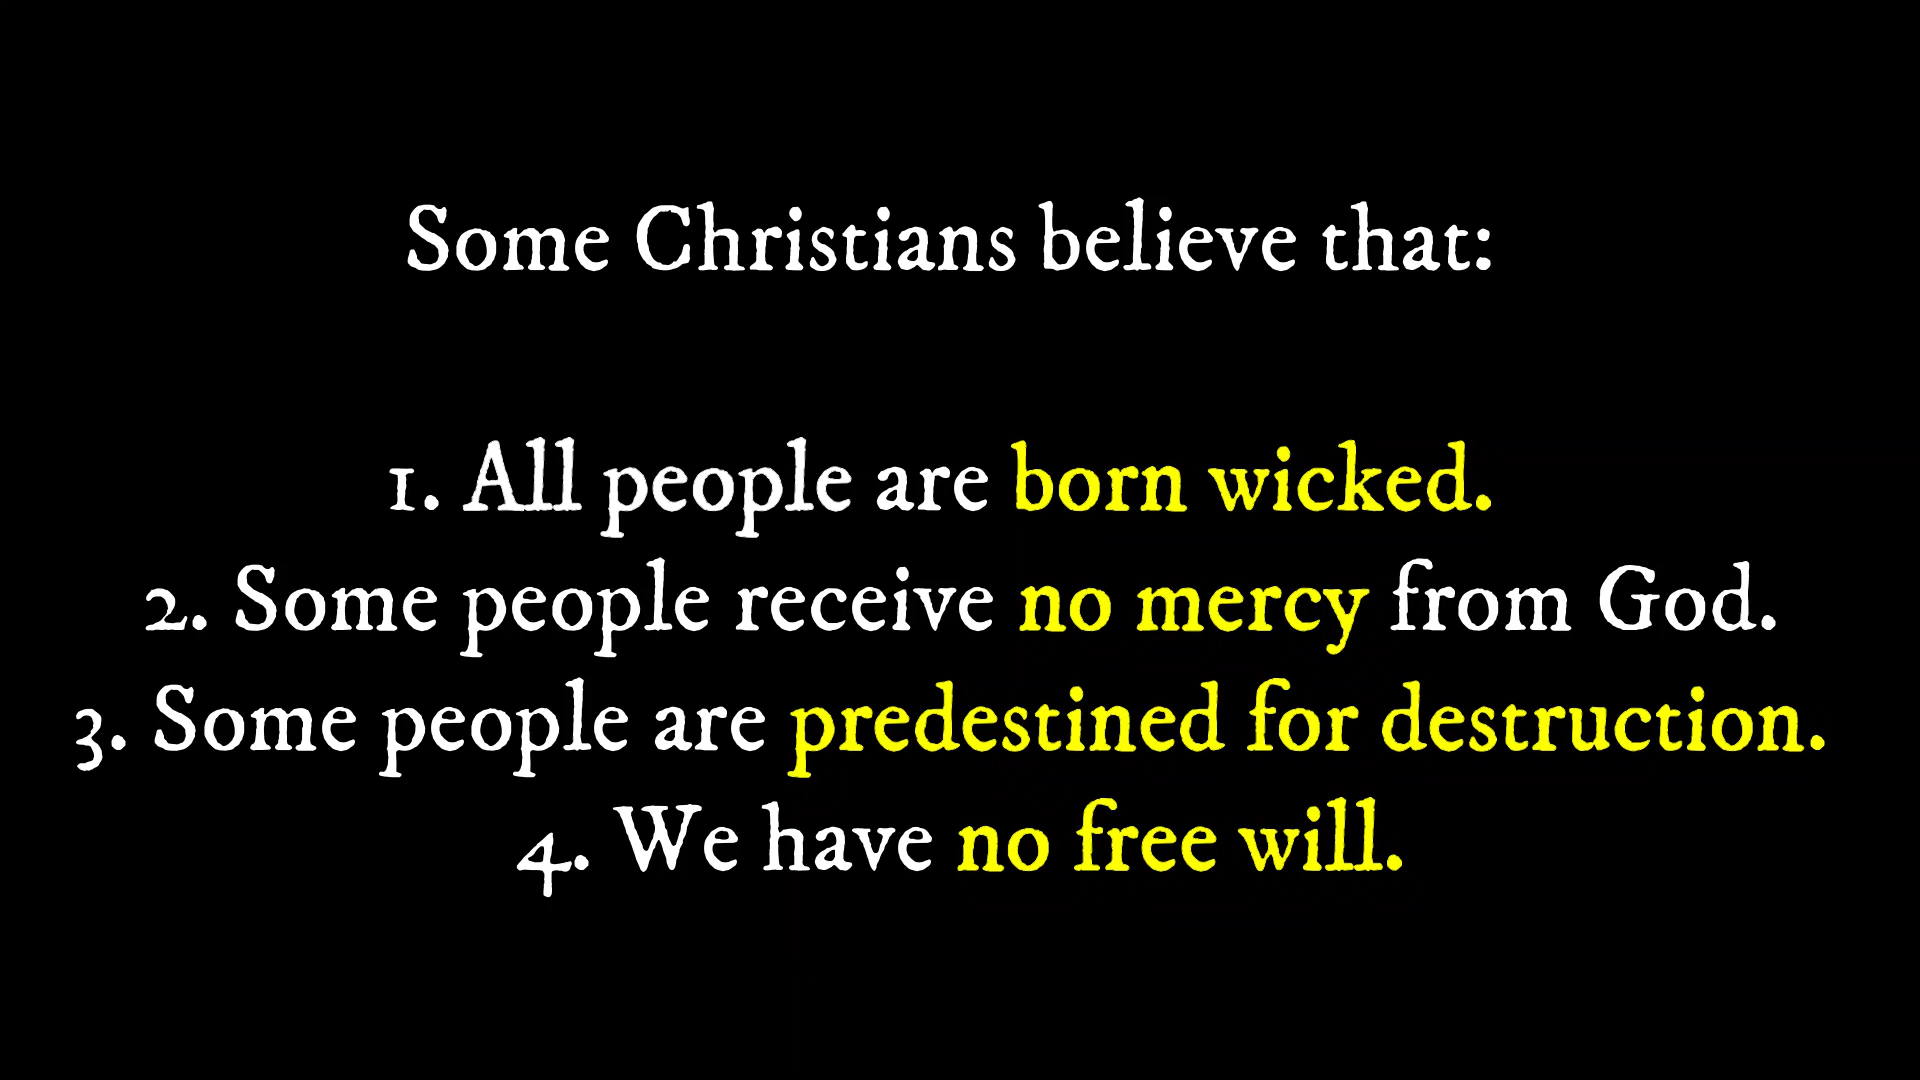 Some Christians believe that:
1. All people are born wicked.
2. Some people receive no mercy from God.
3. Some people are predestined for destruction.
4. We have no free will.